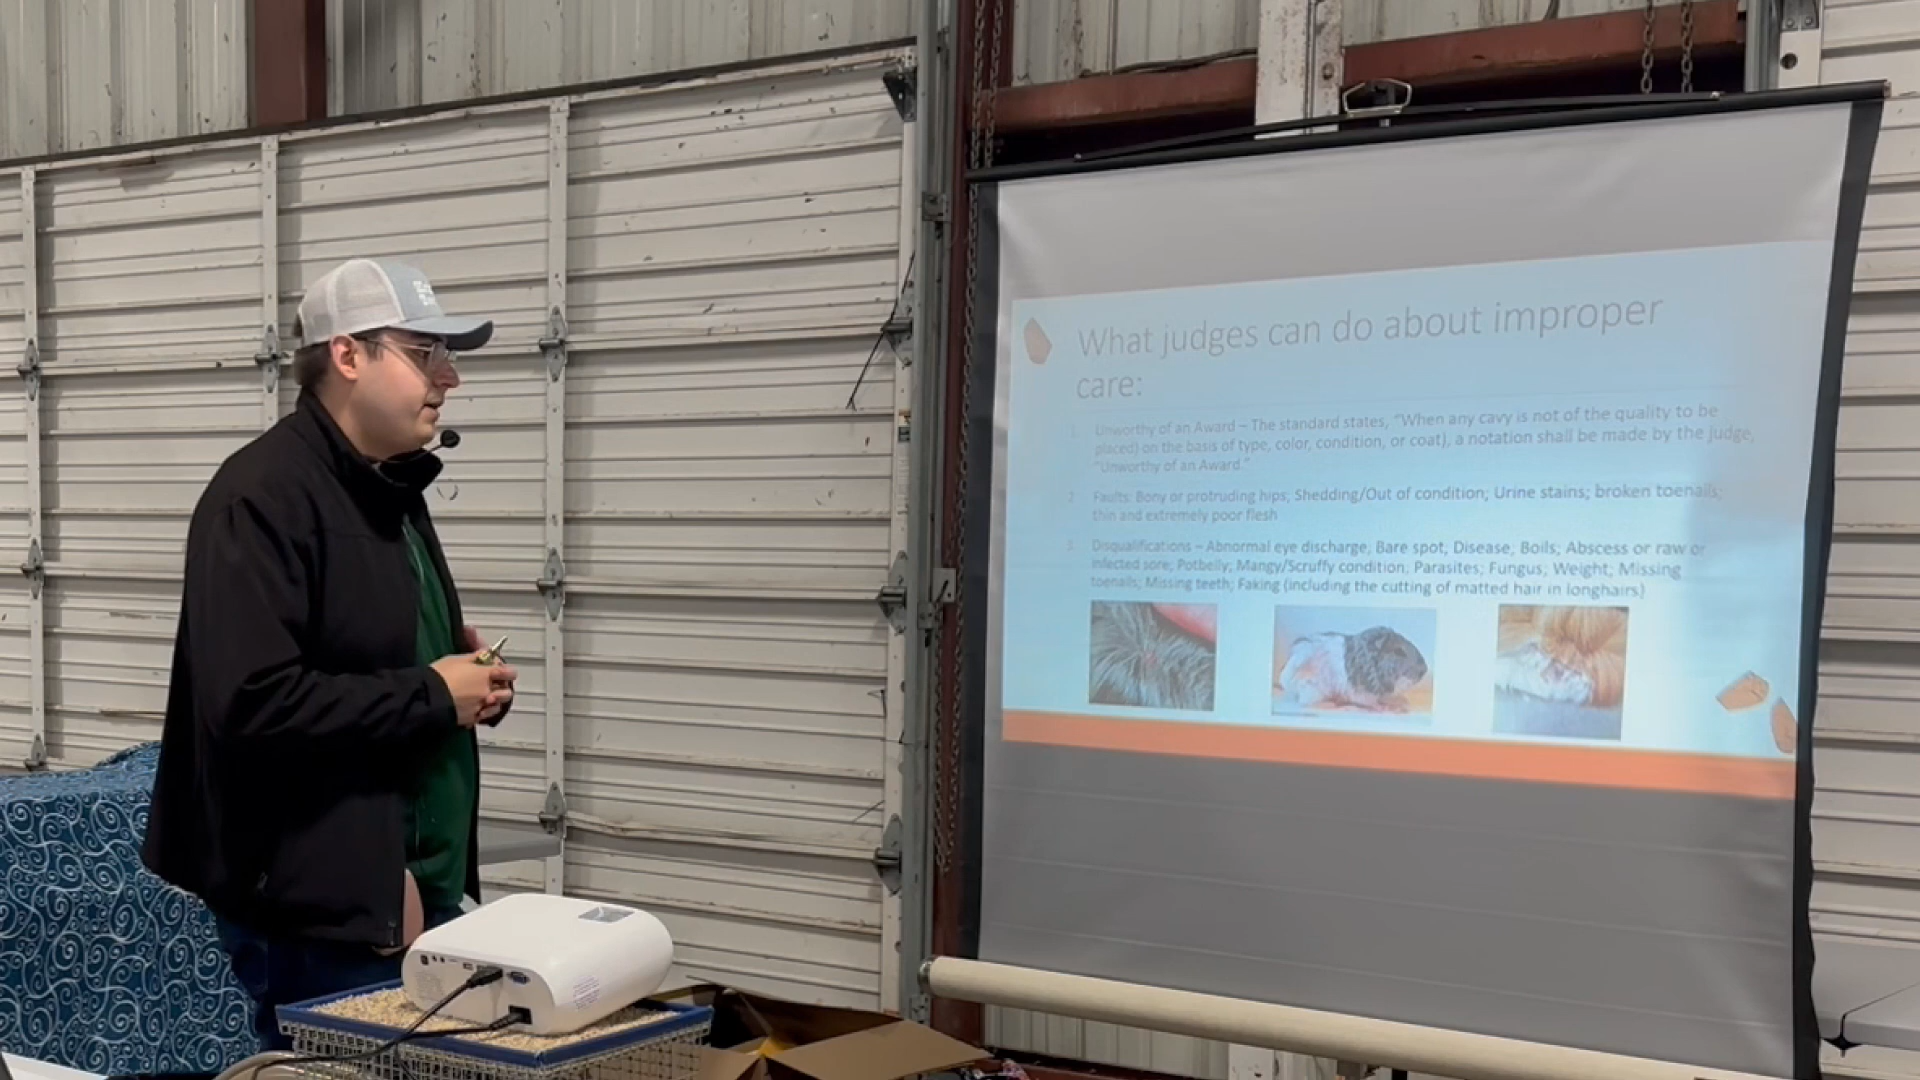 What judges can do about improper
care:
1. Unworthy of an Award – The standard states, "When any cavy is not of the quality to be
placed) on the basis of type, color, condition, or coat), a notation shall be made by the judge,
"Unworthy of an Award."
2. Faults: Bony or protruding hips; Shedding/Out of condition; Urine stains; broken toenails;
thin and extremely poor flesh
3. Disqualifications – Abnormal eye discharge; Bare spot, Disease; Boils; Abscess or raw or
infected sore; Potbelly; Mangy/Scruffy condition, Parasites; Fungus; Weight; Missing
toenails; Missing teeth; Faking (including the cutting of matted hair in longhairs)